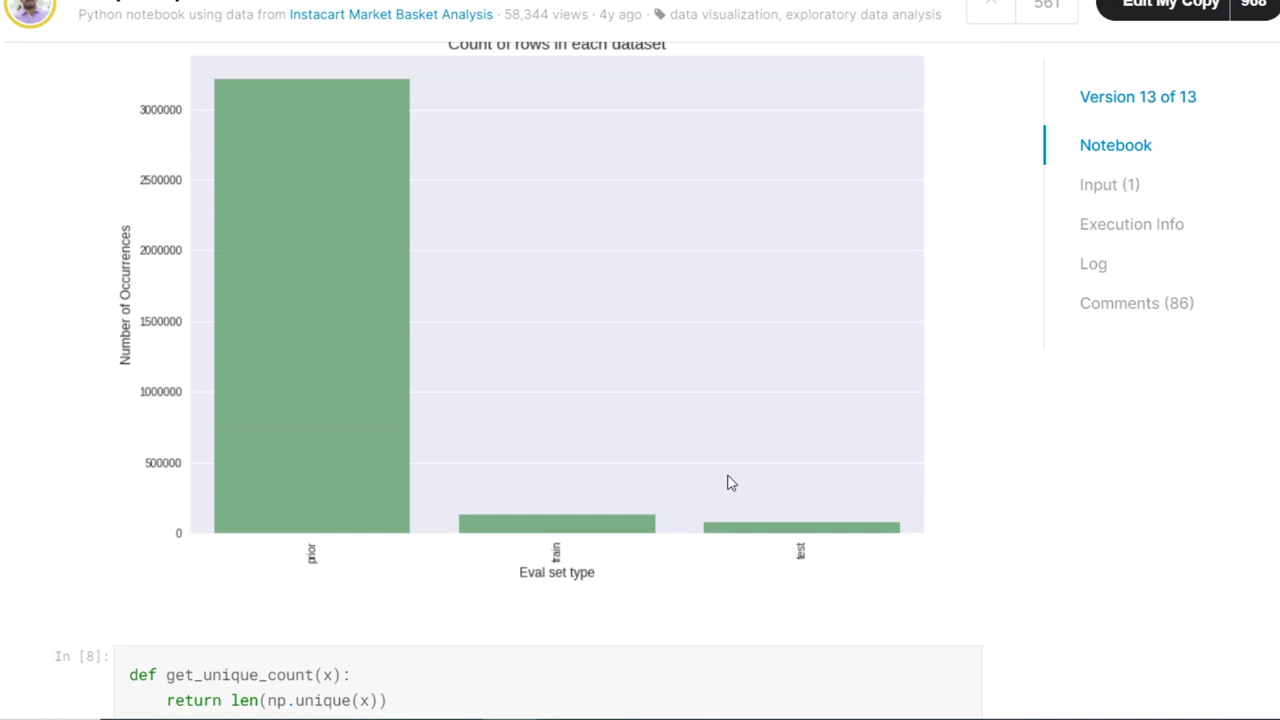 Python notebook using data from Instacart Market Basket Analysis · 58,344 views · 4y ago · data visualization, exploratory data analysis
561
Edit My Copy 968
Count of rows in each dataset
Version 13 of 13
Notebook
Input (1)
Execution Info
Log
Comments (86)
3000000
2500000
2000000
1500000
1000000
500000
0
Number of Occurrences
prior
train
test
Eval set type
In [8]:
def get_unique_count(x):
return len(np.unique(x))